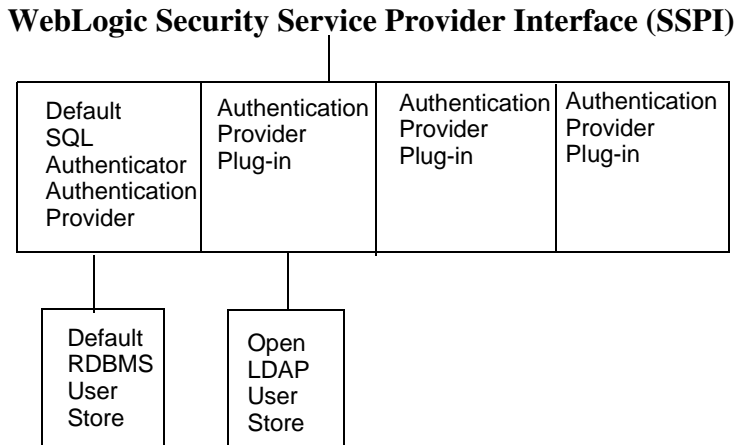 WebLogic Security Service Provider Interface (SSPI)
Default
SQL
Authenticator
Authentication
Provider
Authentication
Provider
Plug-in
Authentication
Provider
Plug-in
Authentication
Provider
Plug-in
Default
RDBMS
User
Store
Open
LDAP
User
Store